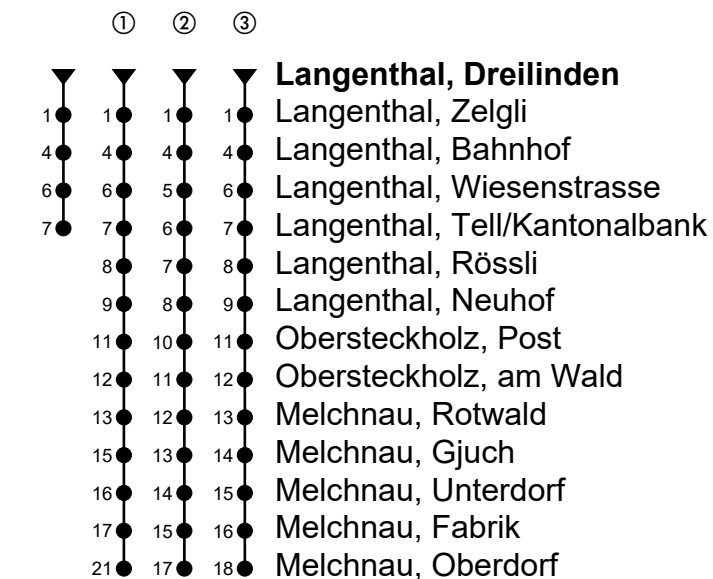 ① ② ③
Langenthal, Dreilinden
1 1 1 1 Langenthal, Zelgli
4 4 4 4 Langenthal, Bahnhof
6 6 5 6 Langenthal, Wiesenstrasse
7 7 6 7 Langenthal, Tell/Kantonalbank
8 7 8 Langenthal, Rössli
9 8 9 Langenthal, Neuhof
11 10 11 Obersteckholz, Post
12 11 12 Obersteckholz, am Wald
13 12 13 Melchnau, Rotwald
15 13 14 Melchnau, Gjuch
16 14 15 Melchnau, Unterdorf
17 15 16 Melchnau, Fabrik
21 17 18 Melchnau, Oberdorf